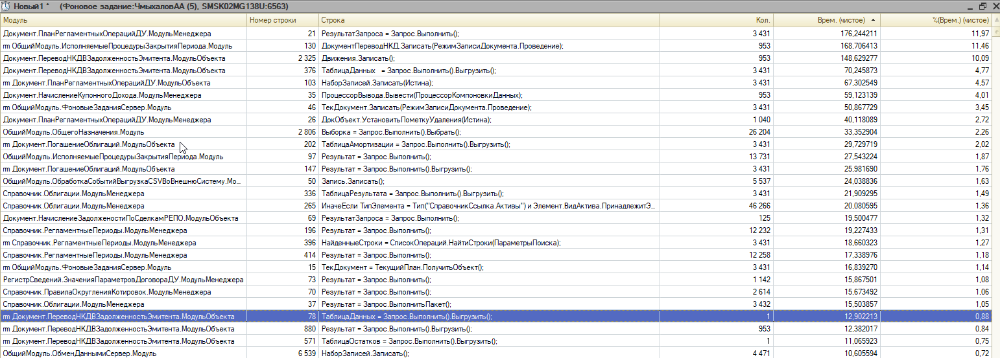 Новый1 * (Фоновое задание:ЧмыхаловАА (5), SMSK02MG138U:6563)
Модуль Номер строки Строка Кол. Врем. (чистое) %(Врем.) (чистое)
Документ.ПланРегламентныхОперацийДУ.МодульМенеджера 21 РезультатЗапроса = Запрос.Выполнить(); 3 431 176,244211 11,97
rm ОбщийМодуль.ИсполняемыеПроцедурыЗакрытияПериода.Модуль 130 ДокументПереводНКД.Записать(РежимЗаписиДокумента.Проведение); 953 168,706413 11,46
Документ.ПереводНКДВЗадолженностьЭмитента.МодульОбъекта 2 325 Движения.Записать(); 953 148,629277 10,09
Документ.ПереводНКДВЗадолженностьЭмитента.МодульОбъекта 376 ТаблицаДанных = Запрос.Выполнить().Выгрузить(); 3 431 70,245873 4,77
rm Документ.ПланРегламентныхОперацийДУ.МодульОбъекта 103 НаборЗаписей.Записать(Истина); 3 431 67,302549 4,57
Документ.НачислениеКупонногоДохода.МодульМенеджера 35 ПроцессорВывода.Вывести(ПроцессорКомпоновкиДанных); 953 59,123139 4,01
rm ОбщийМодуль.ФоновыеЗаданияСервер.Модуль 46 ТекДокумент.Записать(РежимЗаписиДокумента.Проведение); 3 431 50,867729 3,45
Документ.ПланРегламентныхОперацийДУ.МодульМенеджера 26 ДокОбъект.УстановитьПометкуУдаления(Истина); 1 040 40,118089 2,72
ОбщийМодуль.ОбщегоНазначения.Модуль 2 806 Выборка = Запрос.Выполнить().Выбрать(); 26 204 33,352904 2,26
rm Документ.ПогашениеОблигаций.МодульОбъекта 202 ТаблицаАмортизации = Запрос.Выполнить().Выгрузить(); 3 431 29,729719 2,02
ОбщийМодуль.ИсполняемыеПроцедурыЗакрытияПериода.Модуль 97 Результат = Запрос.Выполнить(); 13 731 27,543224 1,87
rm Документ.ПогашениеОблигаций.МодульОбъекта 147 Результат = Запрос.Выполнить().Выгрузить(); 3 431 25,981690 1,76
ОбщийМодуль.ОбработкаСобытийВыгрузкаCSVВоВнешнюСистему.Мо... 50 Запись.Записать(); 5 537 24,038836 1,63
Справочник.Облигации.МодульМенеджера 336 ТаблицаРезультата = Запрос.Выполнить().Выгрузить(); 3 431 21,909295 1,49
Справочник.Облигации.МодульМенеджера 265 ИначеЕсли ТипЭлемента = Тип("СправочникСсылка.Активы") и Элемент.ВидАктива.ПринадлежитЭ... 46 266 20,080595 1,36
Документ.НачислениеЗадолженостиПоСделкамРЕПО.МодульОбъекта 69 РезультатЗапроса = Запрос.Выполнить(); 125 19,500477 1,32
Справочник.РегламентныеПериоды.МодульМенеджера 196 Результат = Запрос.Выполнить(); 12 232 19,227433 1,31
rm Справочник.РегламентныеПериоды.МодульМенеджера 396 НайденныеСтроки = СписокОпераций.НайтиСтроки(ПараметрыПоиска); 3 431 18,660323 1,27
Справочник.РегламентныеПериоды.МодульМенеджера 414 Результат = Запрос.Выполнить(); 12 258 17,338976 1,18
rm ОбщийМодуль.ФоновыеЗаданияСервер.Модуль 15 ТекДокумент = ТекущийПлан.ПолучитьОбъект(); 3 431 16,839270 1,14
РегистрСведений.ЗначенияПараметровДоговораДУ.МодульМенеджера 73 Результат = Запрос.Выполнить(); 1 142 15,867501 1,08
Справочник.ПравилаОкругленияКотировок.МодульМенеджера 70 Результат = Запрос.Выполнить(); 2 614 15,673492 1,06
Справочник.Облигации.МодульМенеджера 37 Результат = Запрос.ВыполнитьПакет(); 3 432 15,503857 1,05
rm Документ.ПереводНКДВЗадолженностьЭмитента.МодульОбъекта 78 ТаблицаДанных = Запрос.Выполнить().Выгрузить(); 1 12,902213 0,88
rm Документ.ПереводНКДВЗадолженностьЭмитента.МодульОбъекта 880 Результат = Запрос.Выполнить().Выгрузить(); 953 12,382017 0,84
rm Документ.ПереводНКДВЗадолженностьЭмитента.МодульОбъекта 571 ТаблицаОстатков = Запрос.Выполнить().Выгрузить(); 1 11,065923 0,75
ОбщийМодуль.ОбменДаннымиСервер.Модуль 6 539 НаборЗаписей.Записать(); 4 471 10,605594 0,72